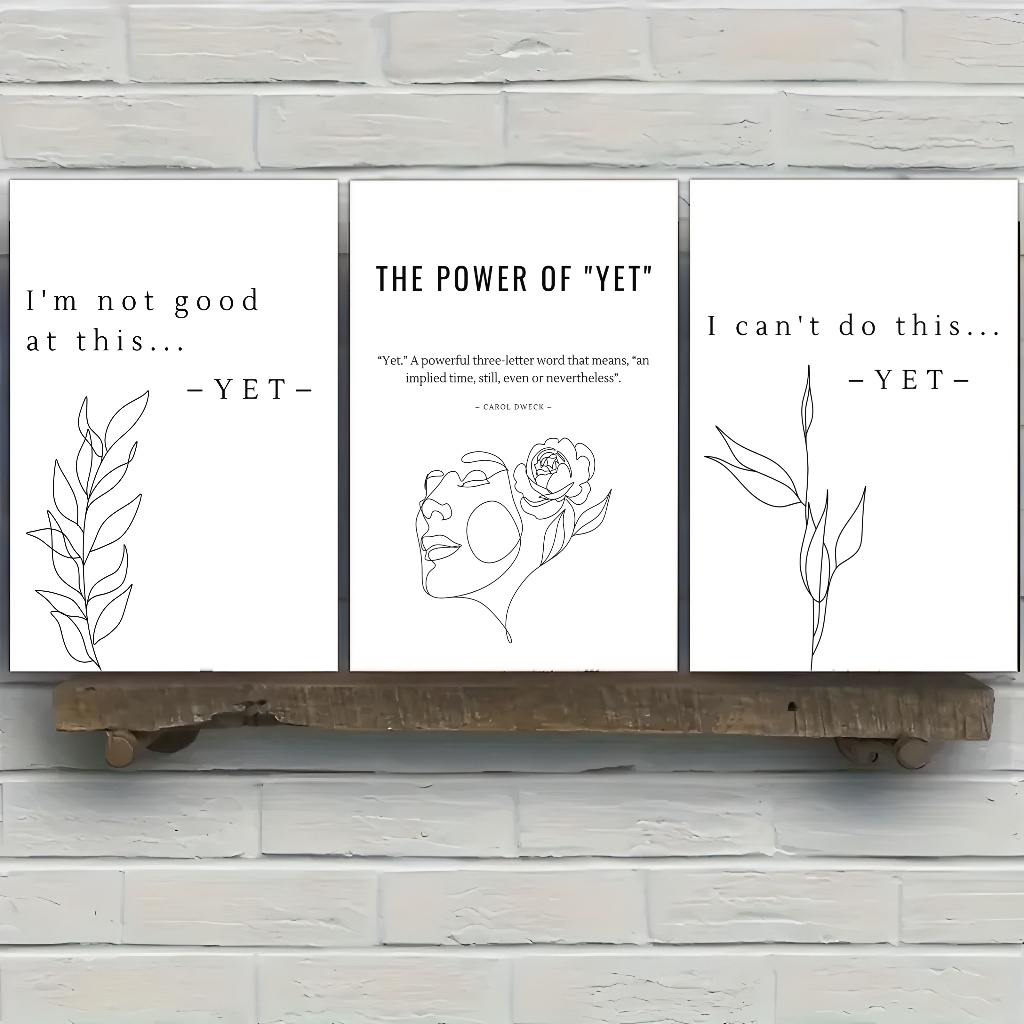 I'm not good
at this...
–YET–
THE POWER OF "YET"
“Yet.” A powerful three-letter word that means, “an
implied time, still, even or nevertheless”.
– CAROL DWECK –
I can't do this...
–YET–